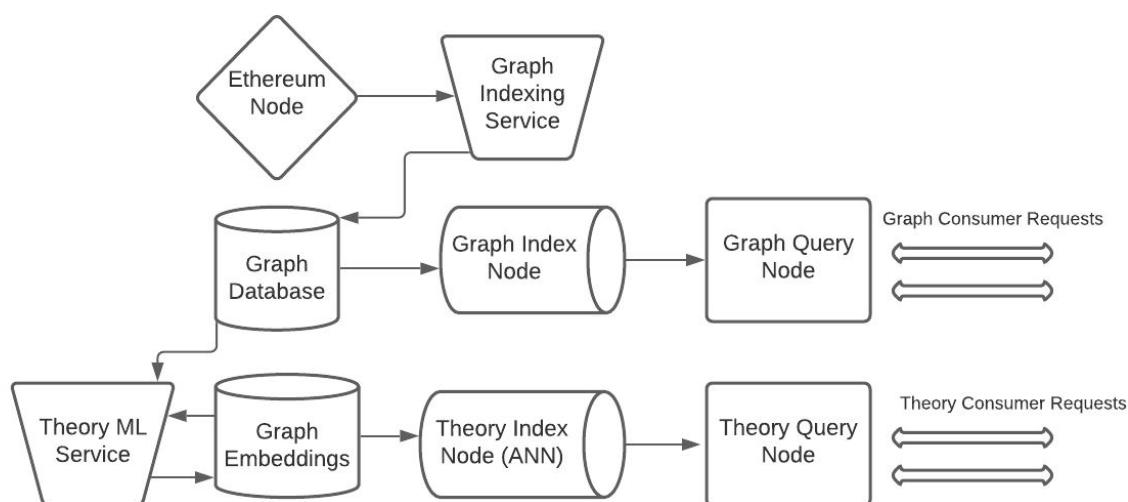 Ethereum
Node
Graph
Indexing
Service
Graph
Database
Graph Index
Node
Graph Query
Node
Graph Consumer Requests
Theory ML
Service
Graph
Embeddings
Theory Index
Node (ANN)
Theory Query
Node
Theory Consumer Requests